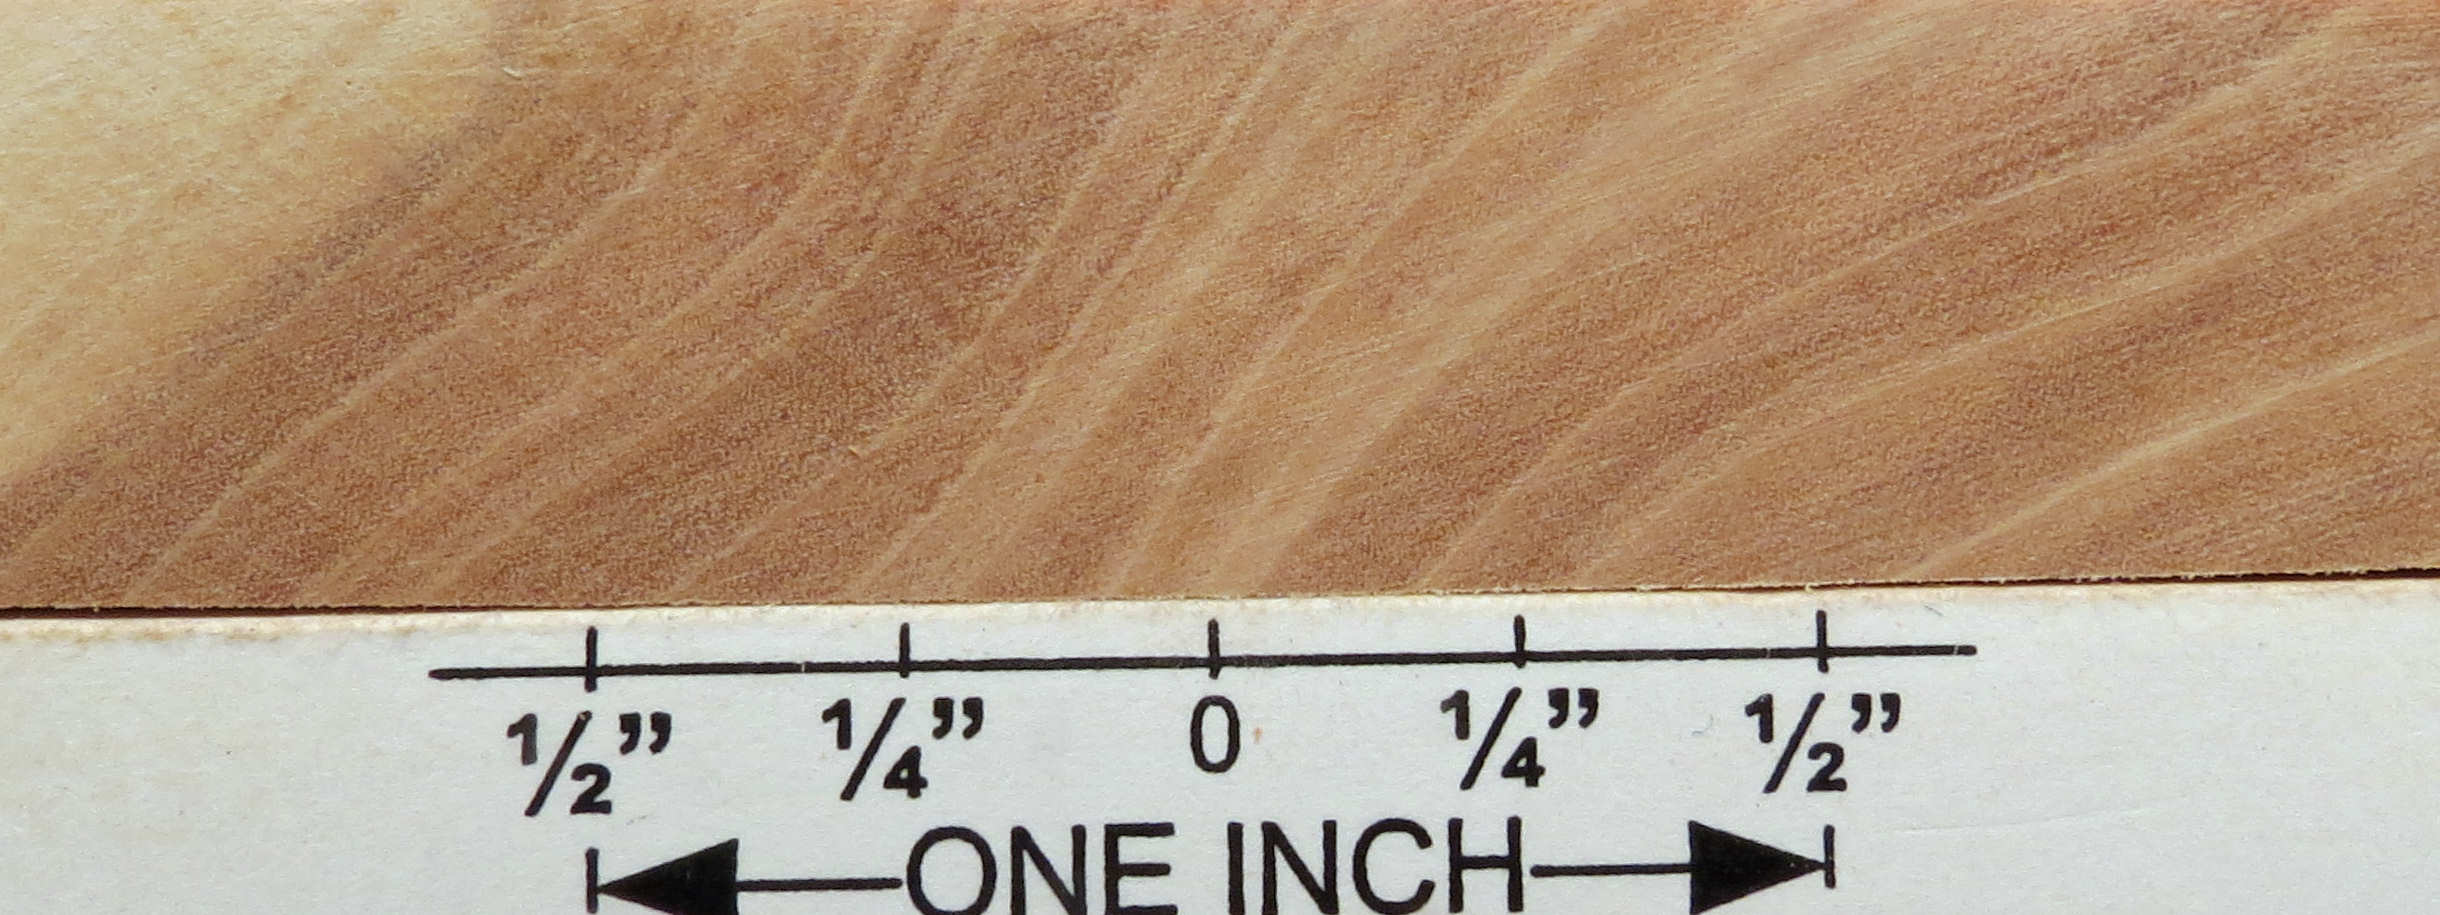 1/2” 1/4” 0 1/4” 1/2”
ONE INCH